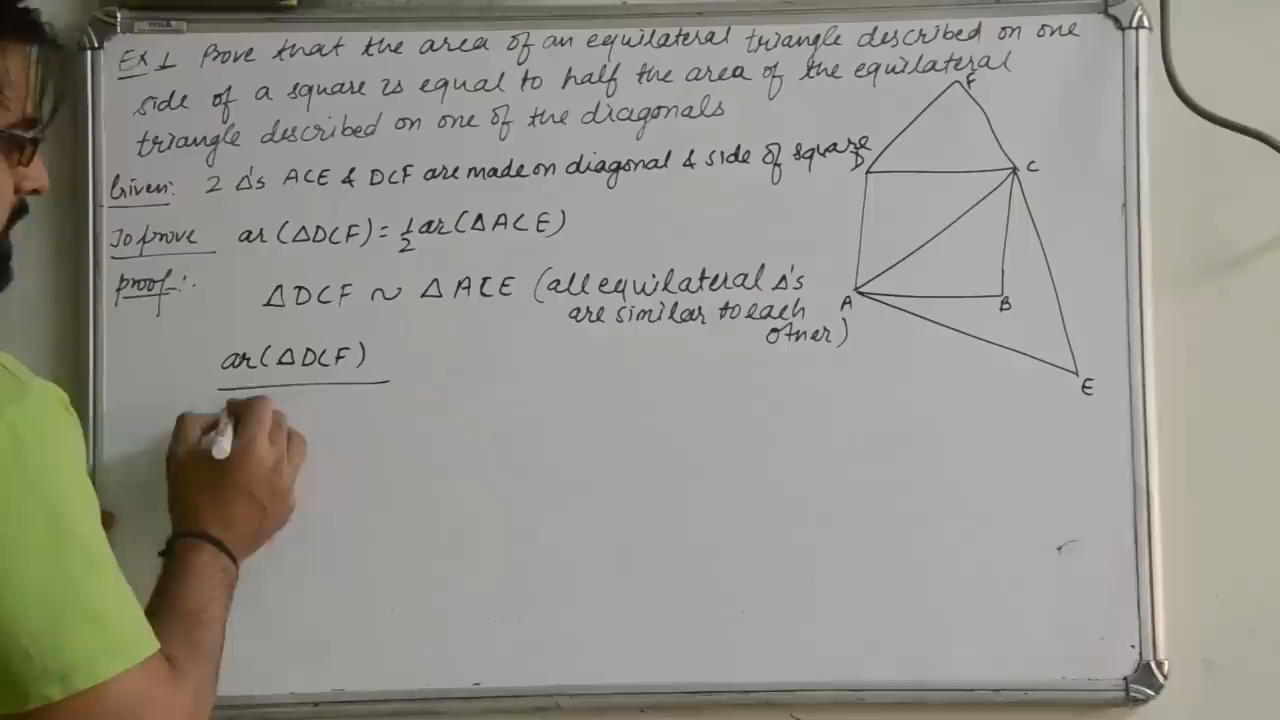 EX 1 Prove that the area of an equilateral triangle described on one
side of a square is equal to half the area of the equilateral
triangle described on one of the diagonals
Given: 2 Δ's ACE & DCF are made on diagonal & side of square
To prove ar (ΔDCF) = 1/2 ar (ΔACE)
proof:
ΔDCF ~ ΔACE (all equilateral Δ's
are similar to each
other)
ar (ΔDCF)
F
D
C
A
B
E